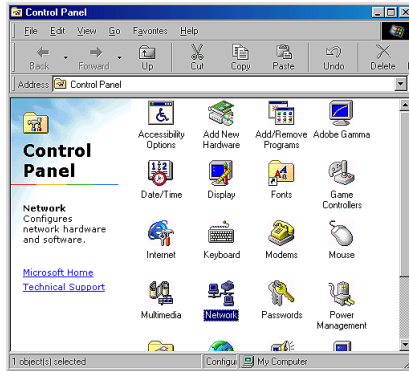 Control Panel
File Edit View Go Favorites Help
Back Forward Up Cut Copy Paste Undo Delete
Address Control Panel
Control
Panel
Network
Configures
network hardware
and software.
Microsoft Home
Technical Support
Accessibility
Options
Add New
Hardware
Add/Remove
Programs
Adobe Gamma
Date/Time
Display
Fonts
Game
Controllers
Internet
Keyboard
Modems
Mouse
Multimedia
Network
Passwords
Power
Management
1 object(s) selected
Configui
My Computer